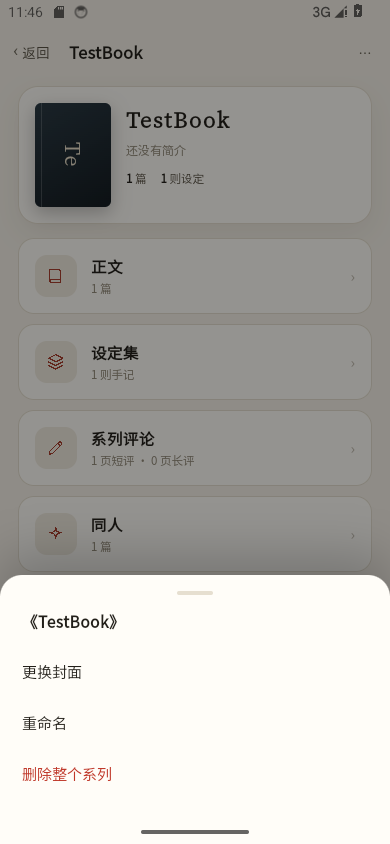 11:46
3G
返回
TestBook
...
Te
TestBook
还没有简介
1 篇 1 则设定
正文
1 篇
设定集
1 则手记
系列评论
1 页短评 · 0 页长评
同人
1 篇
《TestBook》
更换封面
重命名
删除整个系列